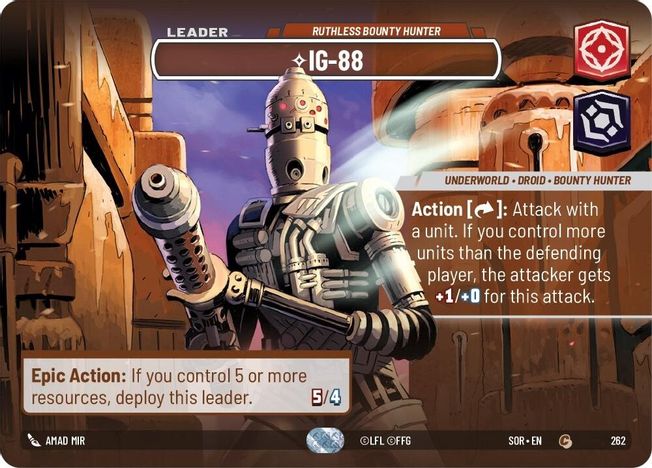 LEADER
RUTHLESS BOUNTY HUNTER
IG-88
UNDERWORLD • DROID • BOUNTY HUNTER
Action [ ]: Attack with
a unit. If you control more
units than the defending
player, the attacker gets
+1/+0 for this attack.
Epic Action: If you control 5 or more
resources, deploy this leader. 5/4
AMAD MIR
©LFL ©FFG
SOR • EN
C
262